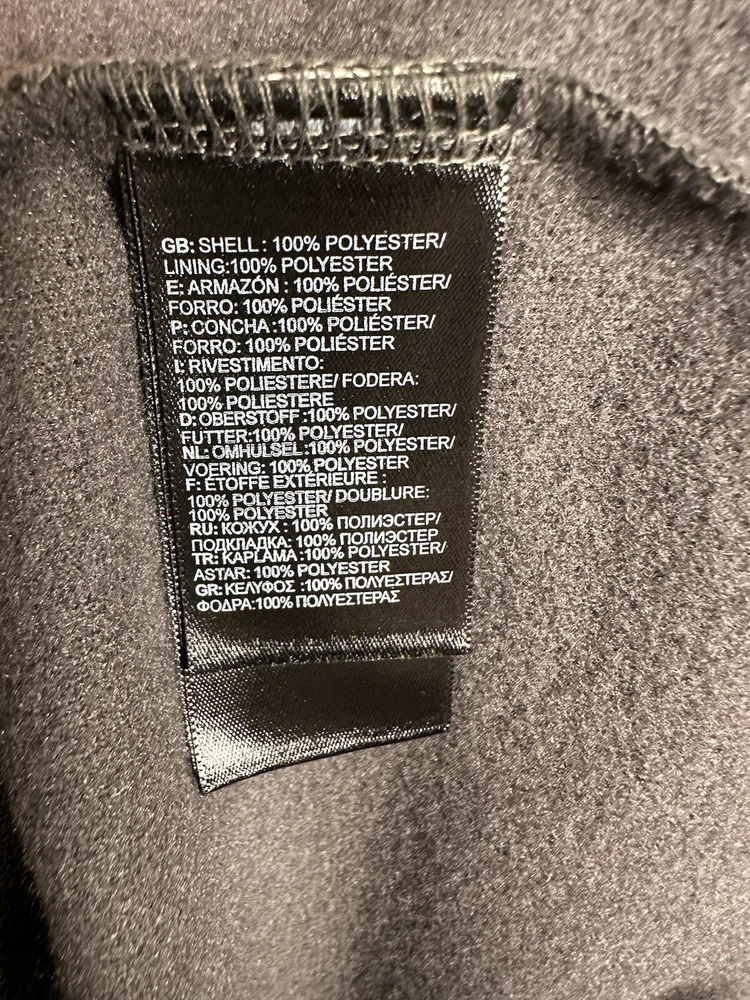 GB: SHELL : 100% POLYESTER/
LINING:100% POLYESTER
E: ARMAZÓN : 100% POLIÉSTER/
FORRO: 100% POLIÉSTER
P: CONCHA :100% POLIÉSTER/
FORRO: 100% POLIÉSTER
I: RIVESTIMENTO:
100% POLIESTERE/ FODERA:
100% POLIESTERE
D: OBERSTOFF :100% POLYESTER/
FUTTER:100% POLYESTER/
NL: OMHULSEL :100% POLYESTER/
VOERING: 100% POLYESTER
F: ÉTOFFE EXTÉRIEURE :
100% POLYESTER/ DOUBLURE:
100% POLYESTER
RU: КОЖУХ : 100% ПОЛИЭСТЕР/
ПОДКЛАДКА: 100% ПОЛИЭСТЕР
TR: KAPLAMA :100% POLYESTER/
ASTAR: 100% POLYESTER
GR: ΚΕΛΥΦΟΣ :100% ΠΟΛΥΕΣΤΕΡΑΣ/
ΦΟΔΡΑ:100% ΠΟΛΥΕΣΤΕΡΑΣ